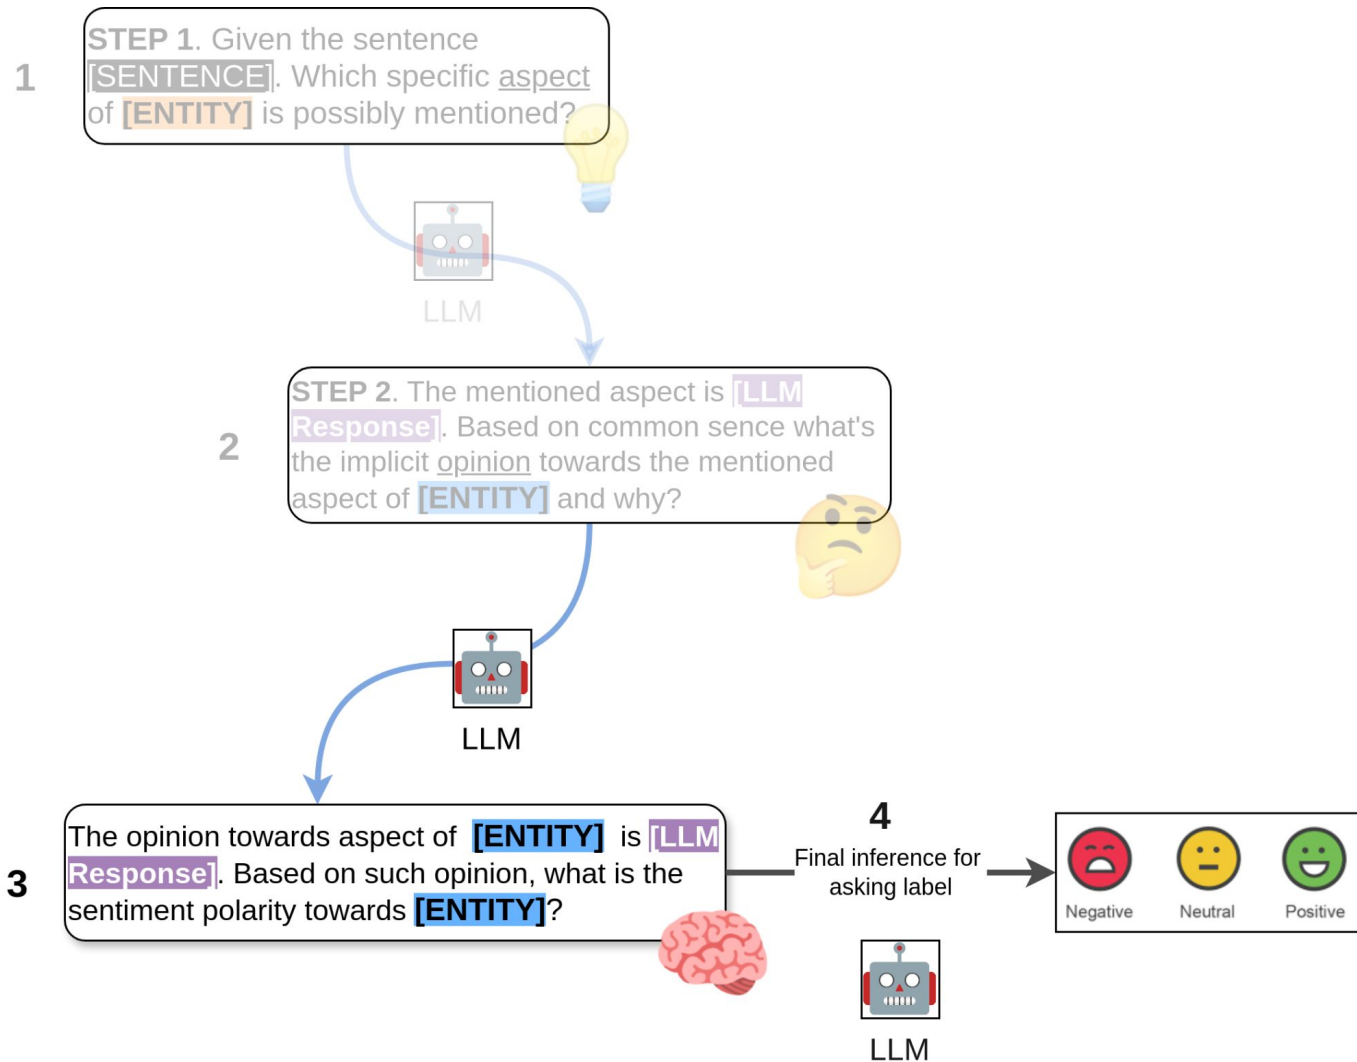 1
STEP 1. Given the sentence
[SENTENCE]. Which specific aspect
of [ENTITY] is possibly mentioned?
LLM
2
STEP 2. The mentioned aspect is [LLM
Response]. Based on common sence what's
the implicit opinion towards the mentioned
aspect of [ENTITY] and why?
LLM
3
The opinion towards aspect of [ENTITY] is [LLM
Response]. Based on such opinion, what is the
sentiment polarity towards [ENTITY]?
4
Final inference for
asking label
LLM
Negative Neutral Positive